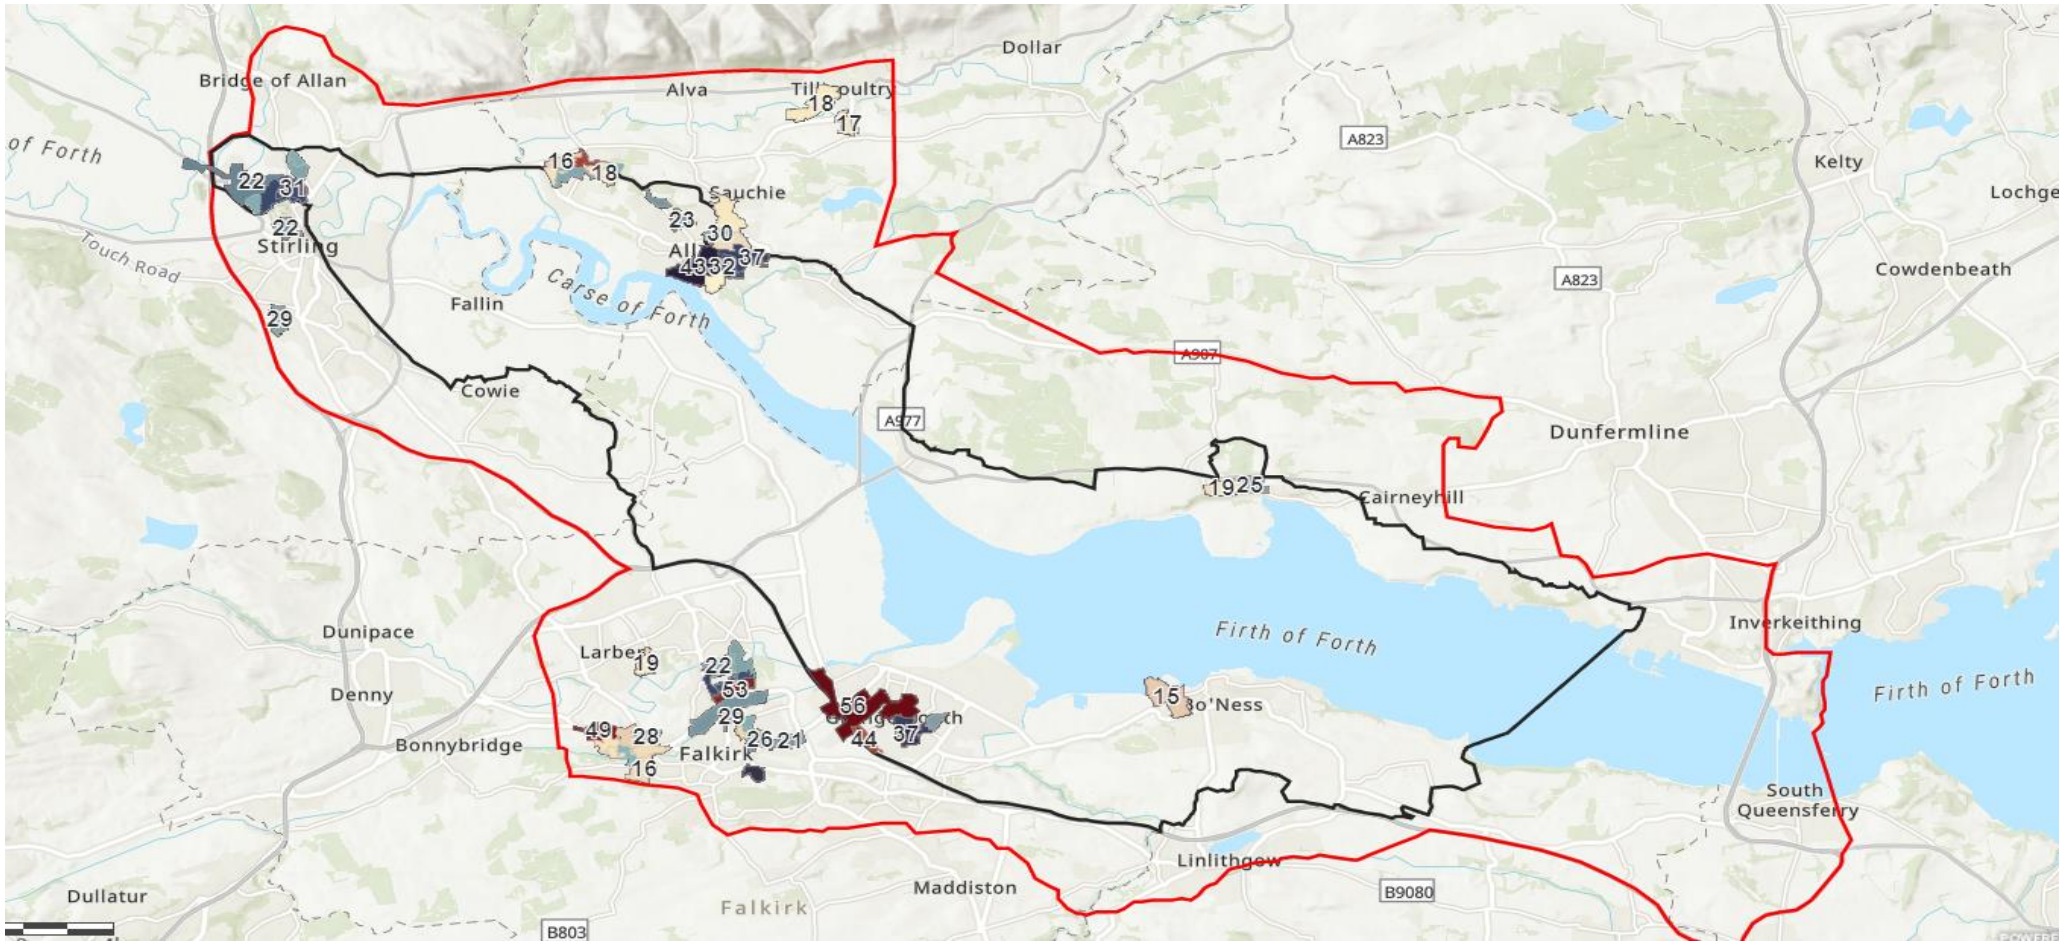 Dollar
Bridge of Allan
Alva
18
17
A823
of Forth
Kelty
16
18
22
31
Sauchie
Lochge
23
22
30
Stirling
Touch Road
43
32
37
A823
Cowdenbeath
Fallin
Carse of Forth
29
A907
Cowie
A977
Dunfermline
19
25
Cairneyhill
Firth of Forth
Inverkeithing
Dunipace
19
22
Firth of Forth
Denny
53
15
Bo'Ness
56
29
49
28
26
21
44
37
Bonnybridge
Falkirk
16
South
Queensferry
Linlithgow
Maddiston
B9080
Dullatur
Falkirk
B803